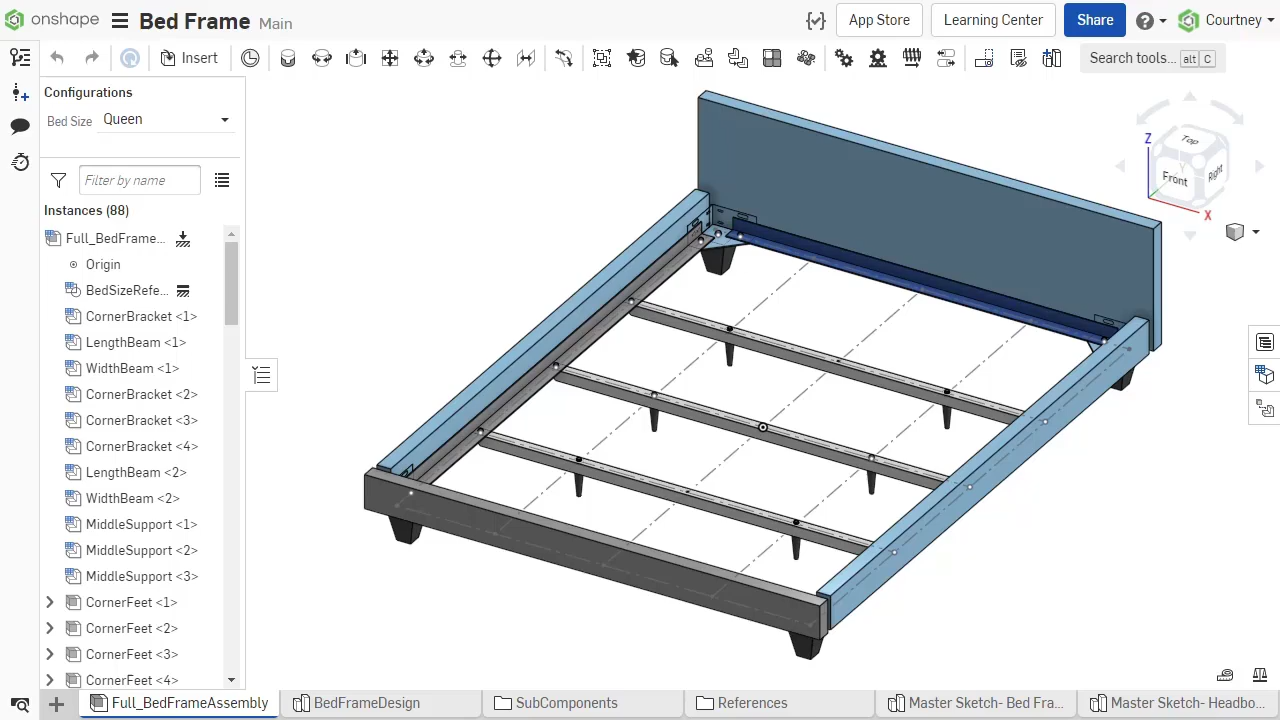 onshape Bed Frame Main
App Store
Learning Center
Share
Courtney
Insert
Search tools... alt C
Configurations
Bed Size Queen
Filter by name
Instances (88)
Full_BedFrame...
Origin
BedSizeRefe...
CornerBracket <1>
LengthBeam <1>
WidthBeam <1>
CornerBracket <2>
CornerBracket <3>
CornerBracket <4>
LengthBeam <2>
WidthBeam <2>
MiddleSupport <1>
MiddleSupport <2>
MiddleSupport <3>
CornerFeet <1>
CornerFeet <2>
CornerFeet <3>
CornerFeet <4>
Z
Top
Y
Front
Right
X
Full_BedFrameAssembly
BedFrameDesign
SubComponents
References
Master Sketch- Bed Fra...
Master Sketch- Headbo...